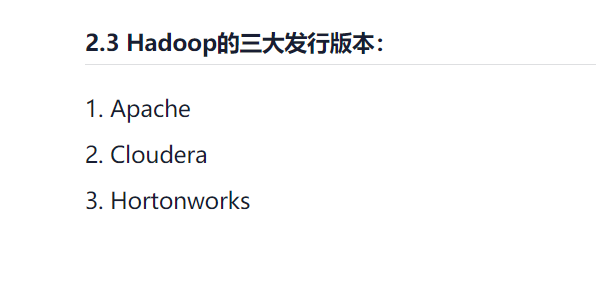 2.3 Hadoop的三大发行版本：
1. Apache
2. Cloudera
3. Hortonworks